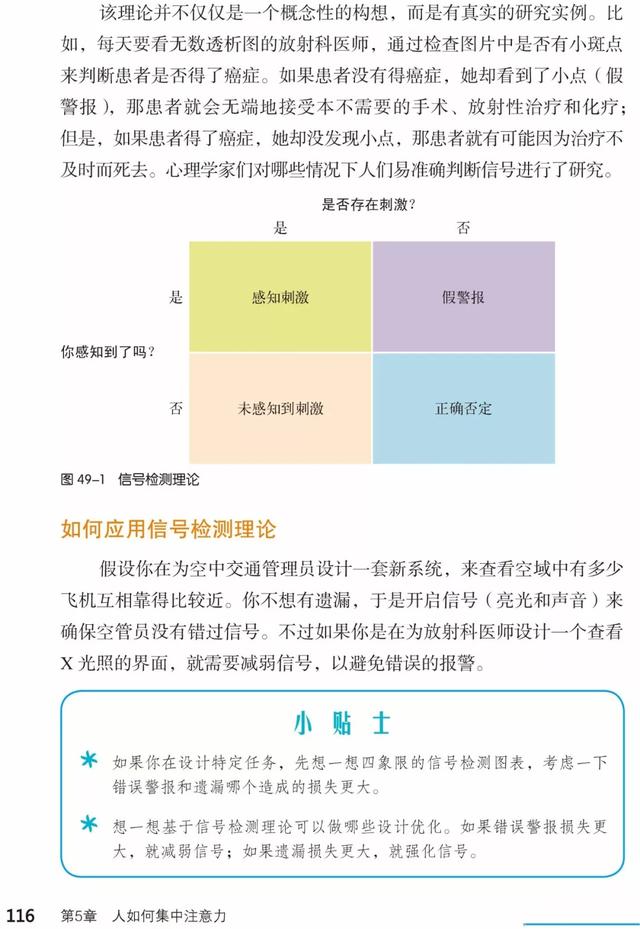 该理论并不仅仅是一个概念性的构想，而是有真实的研究实例。比
如，每天要看无数透析图的放射科医师，通过检查图片中是否有小斑点
来判断患者是否得了癌症。如果患者没有得癌症，她却看到了小点（假
警报），那患者就会无端地接受本不需要的手术、放射性治疗和化疗；
但是，如果患者得了癌症，她却没发现小点，那患者就有可能因为治疗不
及时而死去。心理学家们对哪些情况下人们易准确判断信号进行了研究。
是否存在刺激？
是 否
是 感知刺激 假警报
你感知到了吗？
否 未感知到刺激 正确否定
图 49-1 信号检测理论
如何应用信号检测理论
假设你在为空中交通管理员设计一套新系统，来查看空域中有多少
飞机互相靠得比较近。你不想有遗漏，于是开启信号（亮光和声音）来
确保空管员没有错过信号。不过如果你是在为放射科医师设计一个查看
X 光照的界面，就需要减弱信号，以避免错误的报警。
小贴士
* 如果你在设计特定任务，先想一想四象限的信号检测图表，考虑一下
错误警报和遗漏哪个造成的损失更大。
* 想一想基于信号检测理论可以做哪些设计优化。如果错误警报损失更
大，就减弱信号；如果遗漏损失更大，就强化信号。
116 第5章 人如何集中注意力